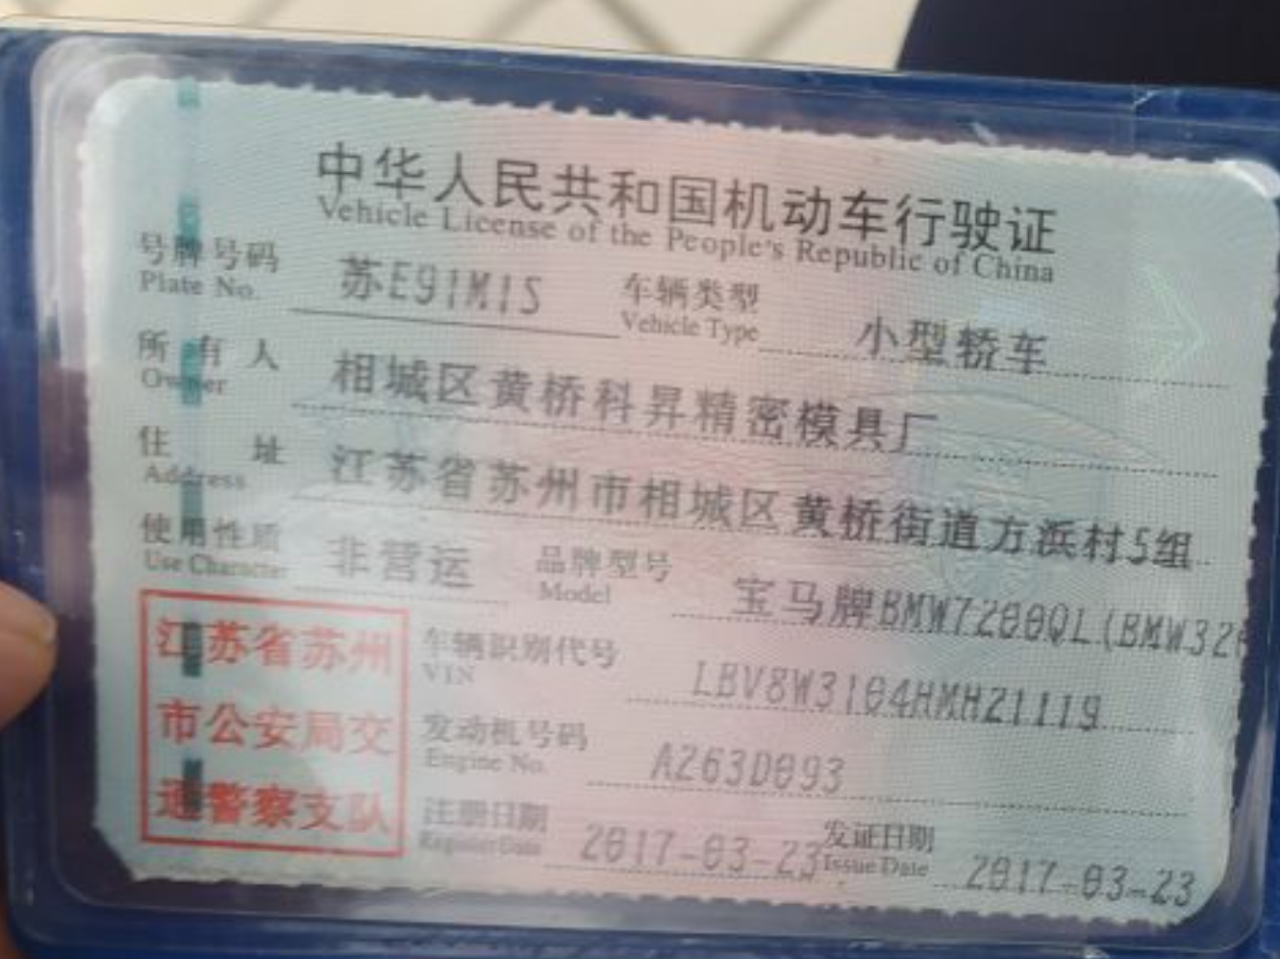 中华人民共和国机动车行驶证
Vehicle License of the People's Republic of China
号牌号码 苏E91M1S 车辆类型 小型轿车
Plate No. Vehicle Type
所有人 相城区黄桥科昇精密模具厂
Owner
住址 江苏省苏州市相城区黄桥街道方浜村5组
Address
使用性质 非营运 品牌型号 宝马牌BMW7200QL(BMW320
Use Character Model
江苏省苏州
市公安局交
通警察支队
车辆识别代号 LBV8W3104HMH21119
VIN
发动机号码 A263D093
Engine No.
注册日期 2017-03-23 发证日期 2017-03-23
Register Date Issue Date